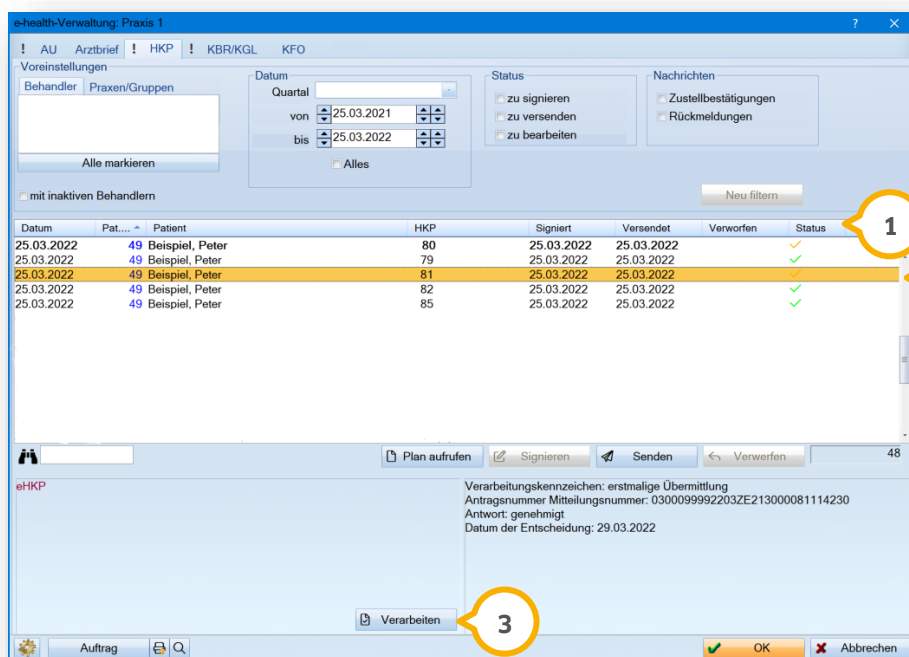 e-health-Verwaltung: Praxis 1 ?
! AU Arztbrief ! HKP ! KBR/KGL KFO
Voreinstellungen
Behandler Praxen/Gruppen
Alle markieren
mit inaktiven Behandlern
Datum
Quartal
von 25.03.2021
bis 25.03.2022
Alles
Status
zu signieren
zu versenden
zu bearbeiten
Nachrichten
Zustellbestätigungen
Rückmeldungen
Neu filtern
1
Datum Pat.... Patient HKP Signiert Versendet Verworfen Status
25.03.2022 49 Beispiel, Peter 80 25.03.2022 25.03.2022
25.03.2022 49 Beispiel, Peter 79 25.03.2022 25.03.2022
25.03.2022 49 Beispiel, Peter 81 25.03.2022 25.03.2022
25.03.2022 49 Beispiel, Peter 82 25.03.2022 25.03.2022
25.03.2022 49 Beispiel, Peter 85 25.03.2022 25.03.2022
Plan aufrufen Signieren Senden Verwerfen 48
eHKP
Verarbeitungskennzeichen: erstmalige Übermittlung
Antragsnummer Mitteilungsnummer: 0300099992203ZE213000081114230
Antwort: genehmigt
Datum der Entscheidung: 29.03.2022
Verarbeiten
3
Auftrag OK Abbrechen